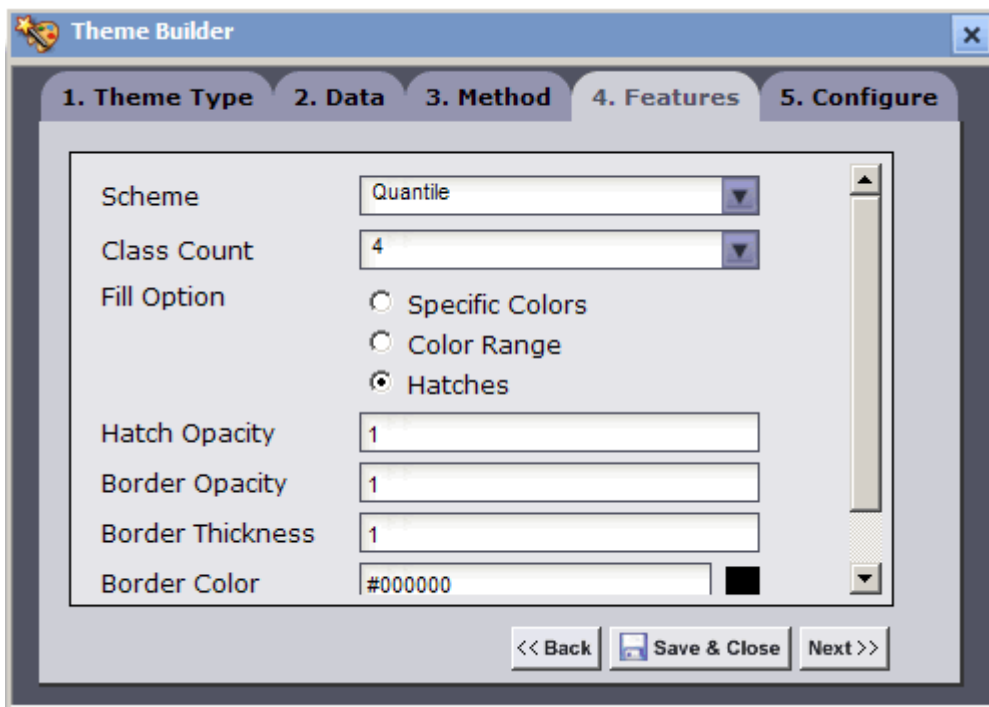 Theme Builder
1. Theme Type 2. Data 3. Method 4. Features 5. Configure
Scheme Quantile
Class Count 4
Fill Option Specific Colors
Color Range
Hatches
Hatch Opacity 1
Border Opacity 1
Border Thickness 1
Border Color #000000
<< Back Save & Close Next >>